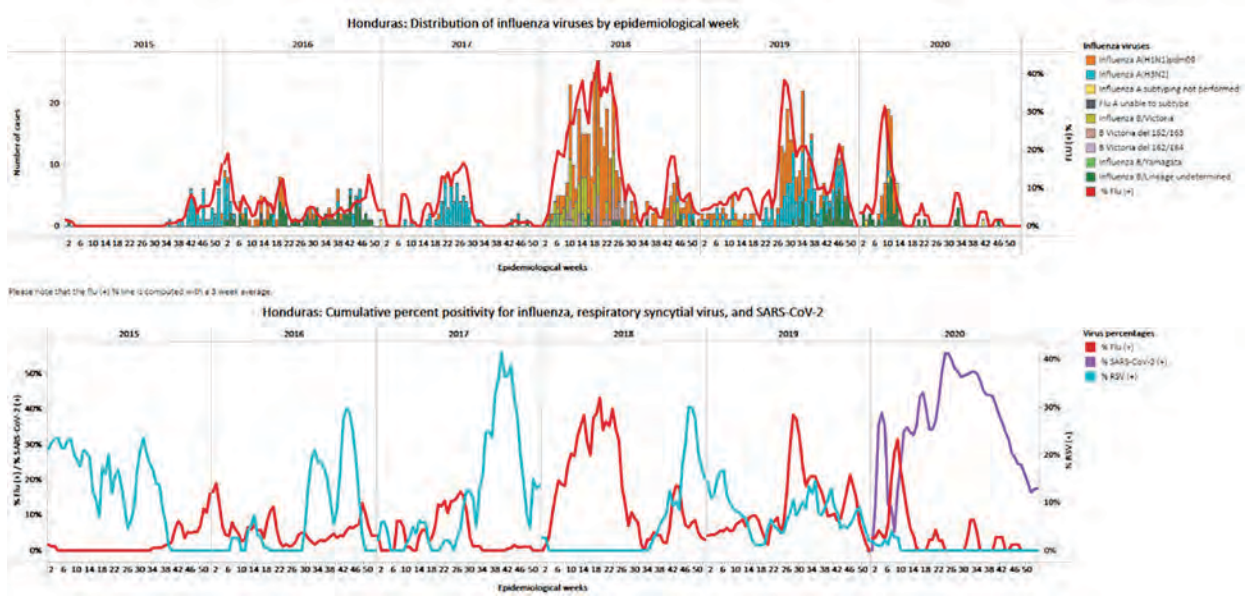 Honduras: Distribution of influenza viruses by epidemiological week
2015 2016 2017 2018 2019 2020
Number of cases
20
10
0
FLU (+) %
40%
30%
20%
10%
0%
2 6 10 14 18 22 26 30 34 38 42 46 50 2 6 10 14 18 22 26 30 34 38 42 46 50 2 6 10 14 18 22 26 30 34 38 42 46 50 2 6 10 14 18 22 26 30 34 38 42 46 50 2 6 10 14 18 22 26 30 34 38 42 46 50 2 6 10 14 18 22 26 30 34 38 42 46 50
Epidemiological weeks
Influenza viruses
Influenza A(H1N1)pdm09
Influenza A(H3N2)
Influenza A subtyping not performed
Flu A unable to subtype
Influenza B/Victoria
B Victoria del 162/163
B Victoria del 162/164
Influenza B/Yamagata
Influenza B/Lineage undetermined
% Flu (+)
Please note that the flu (+) % line is computed with a 3 week average.
Honduras: Cumulative percent positivity for influenza, respiratory syncytial virus, and SARS-CoV-2
2015 2016 2017 2018 2019 2020
% Flu (+) / % SARS-CoV-2 (+)
50%
40%
30%
20%
10%
0%
% RSV (+)
40%
30%
20%
10%
0%
2 6 10 14 18 22 26 30 34 38 42 46 50 2 6 10 14 18 22 26 30 34 38 42 46 50 2 6 10 14 18 22 26 30 34 38 42 46 50 2 6 10 14 18 22 26 30 34 38 42 46 50 2 6 10 14 18 22 26 30 34 38 42 46 50 2 6 10 14 18 22 26 30 34 38 42 46 50
Epidemiological weeks
Virus percentages
% Flu (+)
% SARS-CoV-2 (+)
% RSV (+)